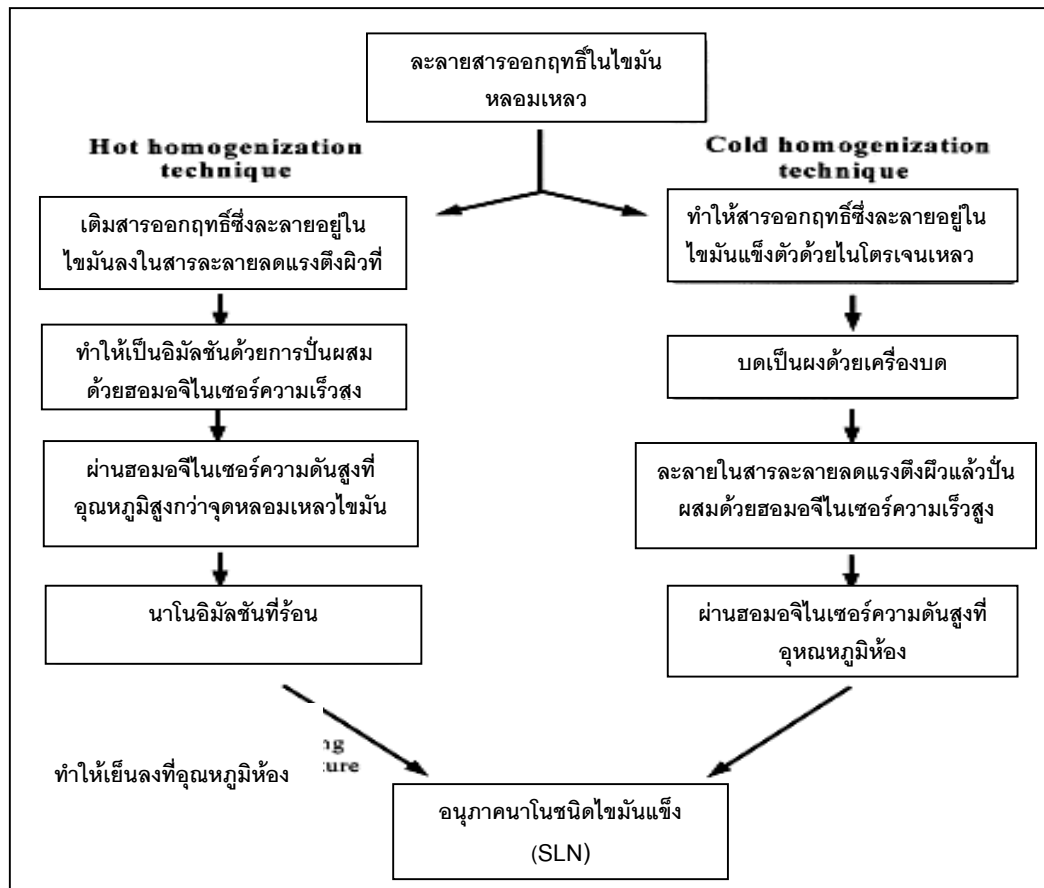 ละลายสารออกฤทธิ์ในไขมัน
หลอมเหลว
Hot homogenization
technique
เติมสารออกฤทธิ์ซึ่งละลายอยู่ใน
ไขมันลงในสารละลายลดแรงตึงผิวที่
ทำให้เป็นอิมัลชันด้วยการปั่นผสม
ด้วยฮอมอจิไนเซอร์ความเร็วสูง
ผ่านฮอมอจีไนเซอร์ความดันสูงที่
อุณหภูมิสูงกว่าจุดหลอมเหลวไขมัน
นาโนอิมัลชันที่ร้อน
ทำให้เย็นลงที่อุณหภูมิห้อง
ng
ture
Cold homogenization
technique
ทำให้สารออกฤทธิ์ซึ่งละลายอยู่ใน
ไขมันแข็งตัวด้วยไนโตรเจนเหลว
บดเป็นผงด้วยเครื่องบด
ละลายในสารละลายลดแรงตึงผิวแล้วปั่น
ผสมด้วยฮอมอจีไนเซอร์ความเร็วสูง
ผ่านฮอมอจิไนเซอร์ความดันสูงที่
อุหณหภูมิห้อง
อนุภาคนาโนชนิดไขมันแข็ง
(SLN)